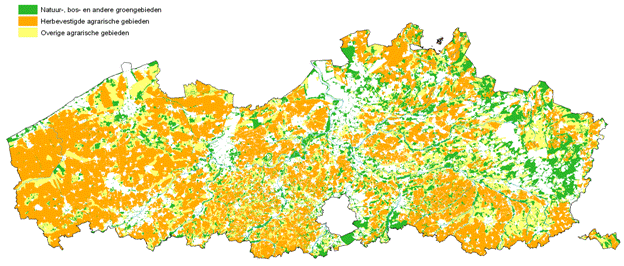 Natuur-, bos- en andere groengebieden
Herbevestigde agrarische gebieden
Overige agrarische gebieden